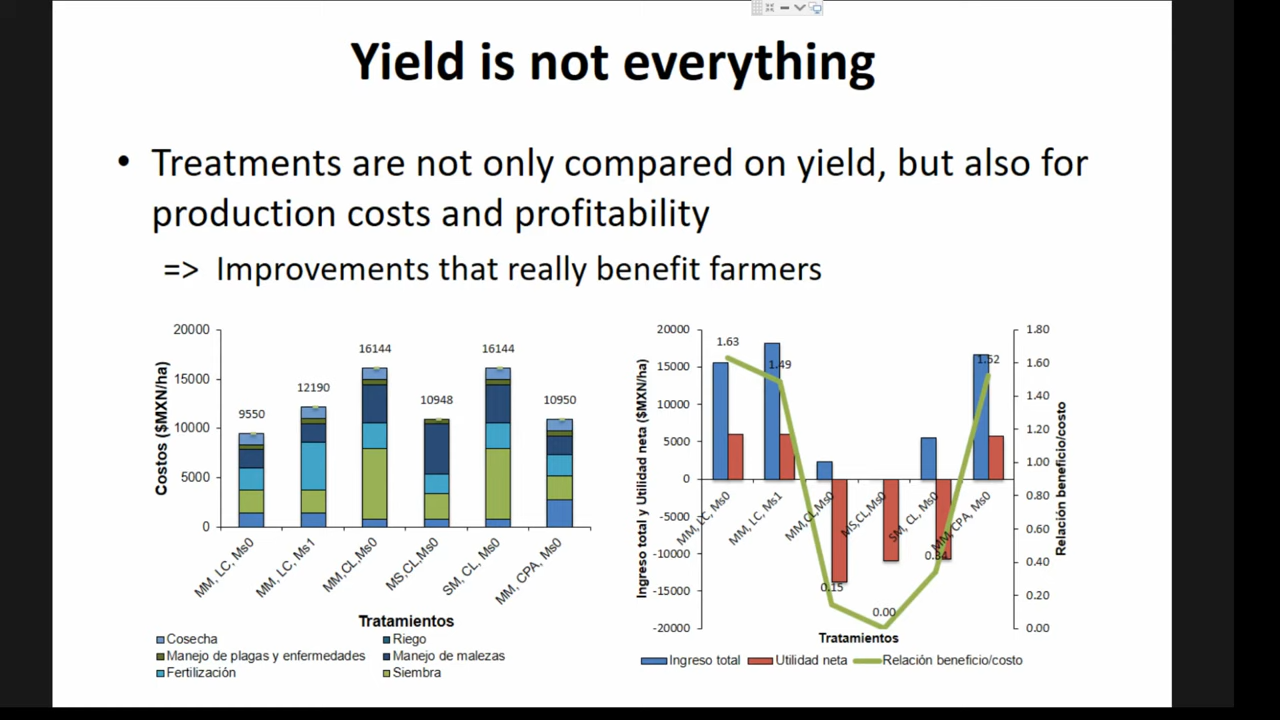 Yield is not everything
• Treatments are not only compared on yield, but also for
production costs and profitability
=> Improvements that really benefit farmers
Costos ($MXN/ha)
20000
15000
10000
5000
0
9550
12190
16144
10948
16144
10950
MM, LC, Ms0
MM, LC, Ms1
MM,CL,Ms0
MS,CL,Ms0
SM, CL, Ms0
MM, CPA, Ms0
Tratamientos
Cosecha
Riego
Manejo de plagas y enfermedades
Manejo de malezas
Fertilización
Siembra
Ingreso total y Utilidad neta ($MXN/ha)
20000
15000
10000
5000
0
-5000
-10000
-15000
-20000
1.63
1.49
0.15
0.00
0.34
1.52
MM, LC, Ms0
MM, LC, Ms1
MM,CL,Ms0
MS,CL,Ms0
SM, CL, Ms0
MM, CPA, Ms0
1.80
1.60
1.40
1.20
1.00
0.80
0.60
0.40
0.20
0.00
Relación beneficio/costo
Tratamientos
Ingreso total
Utilidad neta
Relación beneficio/costo